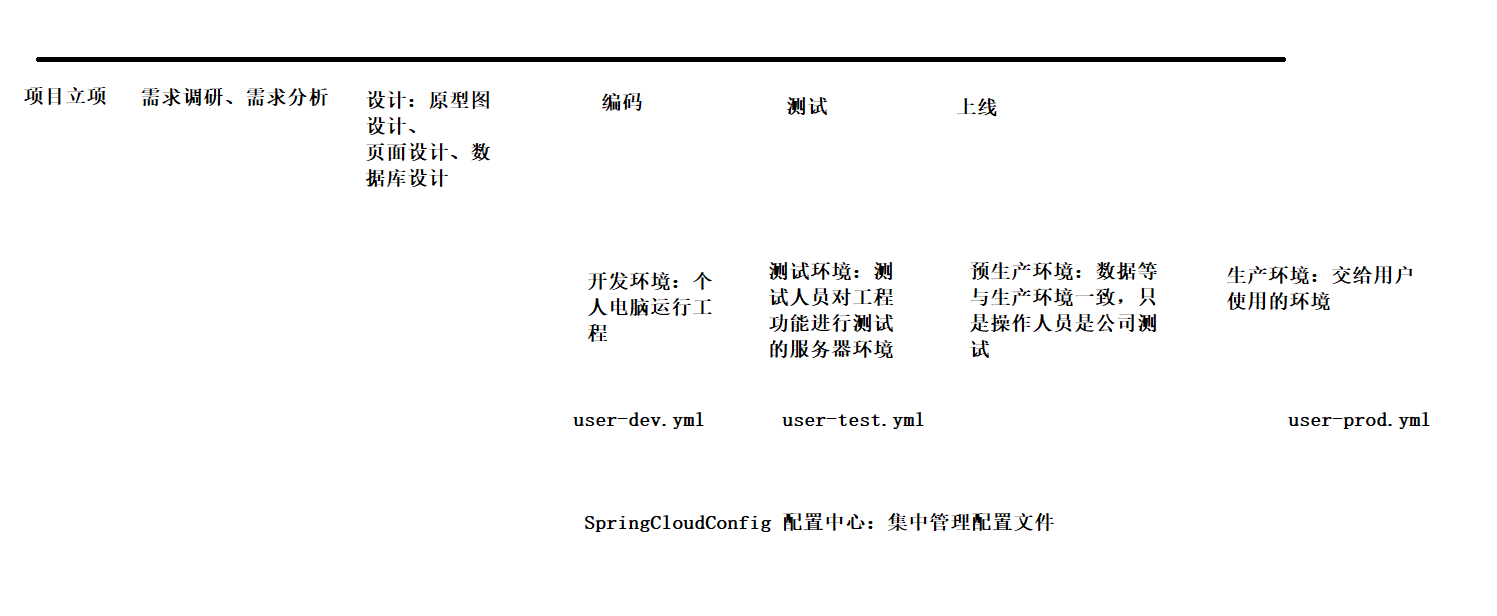 项目立项
需求调研、需求分析
设计：原型图
设计、
页面设计、数
据库设计
编码
测试
上线
开发环境：个
人电脑运行工
程
测试环境：测
试人员对工程
功能进行测试
的服务器环境
预生产环境：数据等
与生产环境一致，只
是操作人员是公司测
试
生产环境：交给用户
使用的环境
user-dev.yml
user-test.yml
user-prod.yml
SpringCloudConfig 配置中心：集中管理配置文件